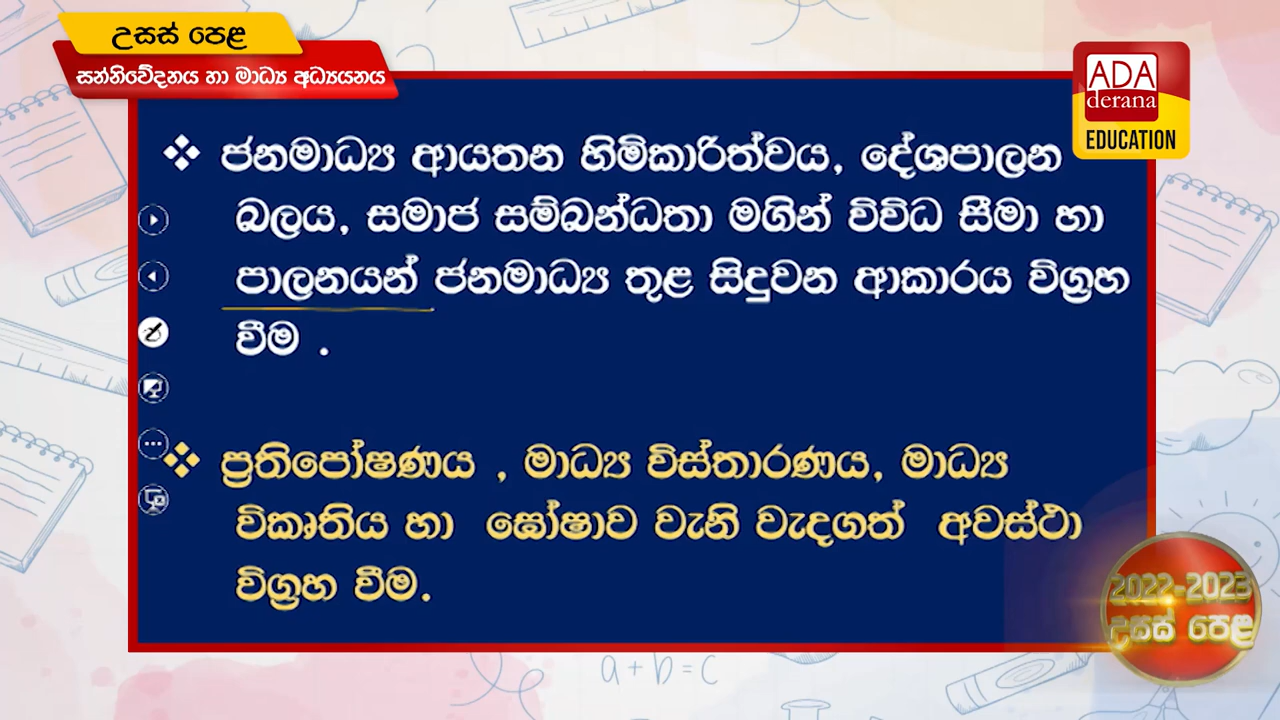 උසස් පෙළ
සන්නිවේදනය හා මාධ්‍ය අධ්‍යයනය
ADA
derana
EDUCATION
❖ ජනමාධ්‍ය ආයතන හිමිකාරිත්වය, දේශපාලන
බලය, සමාජ සම්බන්ධතා මගින් විවිධ සීමා හා
පාලනයන් ජනමාධ්‍ය තුළ සිදුවන ආකාරය විග්‍රහ
වීම .
❖ ප්‍රතිපෝෂණය , මාධ්‍ය විස්තාරණය, මාධ්‍ය
විකෘතිය හා ඝෝෂාව වැනි වැදගත් අවස්ථා
විග්‍රහ වීම.
2022-2023
උසස් පෙළ
a + b = c